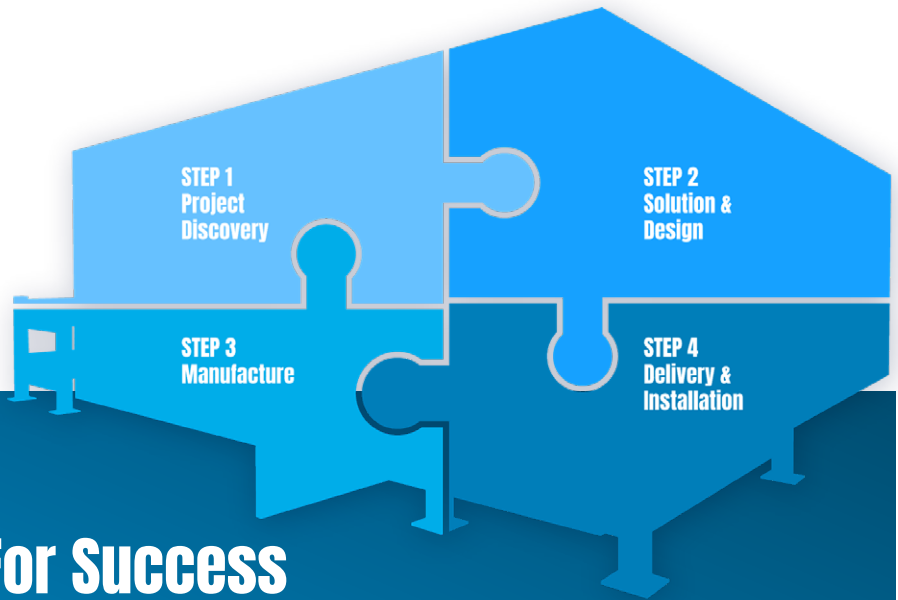 STEP 1
Project
Discovery
STEP 2
Solution &
Design
STEP 3
Manufacture
STEP 4
Delivery &
Installation
for Success